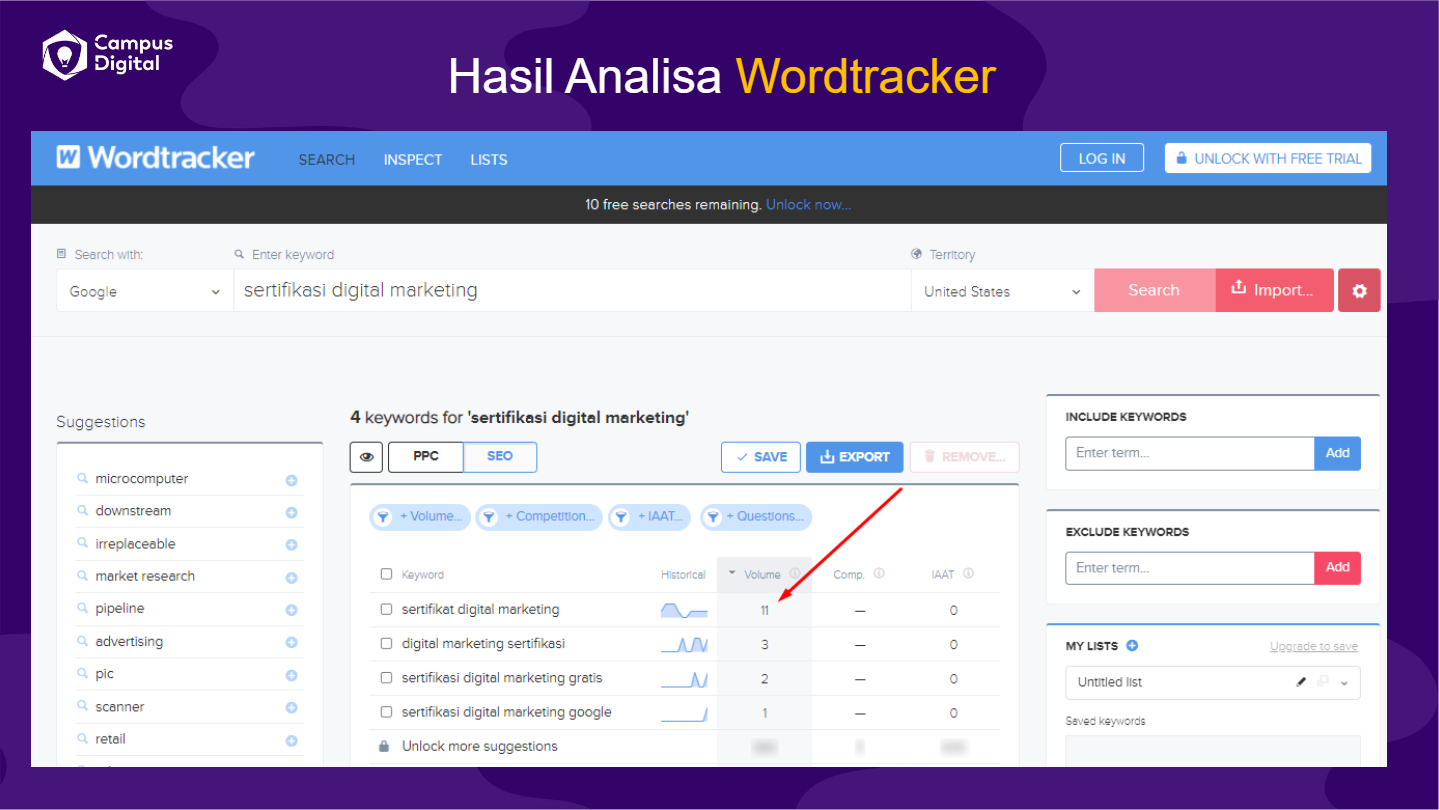 Campus
Digital
Hasil Analisa Wordtracker
Wordtracker SEARCH INSPECT LISTS LOG IN UNLOCK WITH FREE TRIAL
10 free searches remaining. Unlock now...
Search with: Enter keyword Territory
Google sertifikasi digital marketing United States Search Import...
Suggestions
microcomputer
downstream
irreplaceable
market research
pipeline
advertising
pic
scanner
retail
4 keywords for 'sertifikasi digital marketing'
PPC SEO SAVE EXPORT REMOVE...
+ Volume... + Competition... + IAAT... + Questions...
Keyword Historical Volume Comp. IAAT
sertifikat digital marketing 11 — 0
digital marketing sertifikasi 3 — 0
sertifikasi digital marketing gratis 2 — 0
sertifikasi digital marketing google 1 — 0
Unlock more suggestions
INCLUDE KEYWORDS
Enter term... Add
EXCLUDE KEYWORDS
Enter term... Add
MY LISTS Upgrade to save
Untitled list
Saved keywords